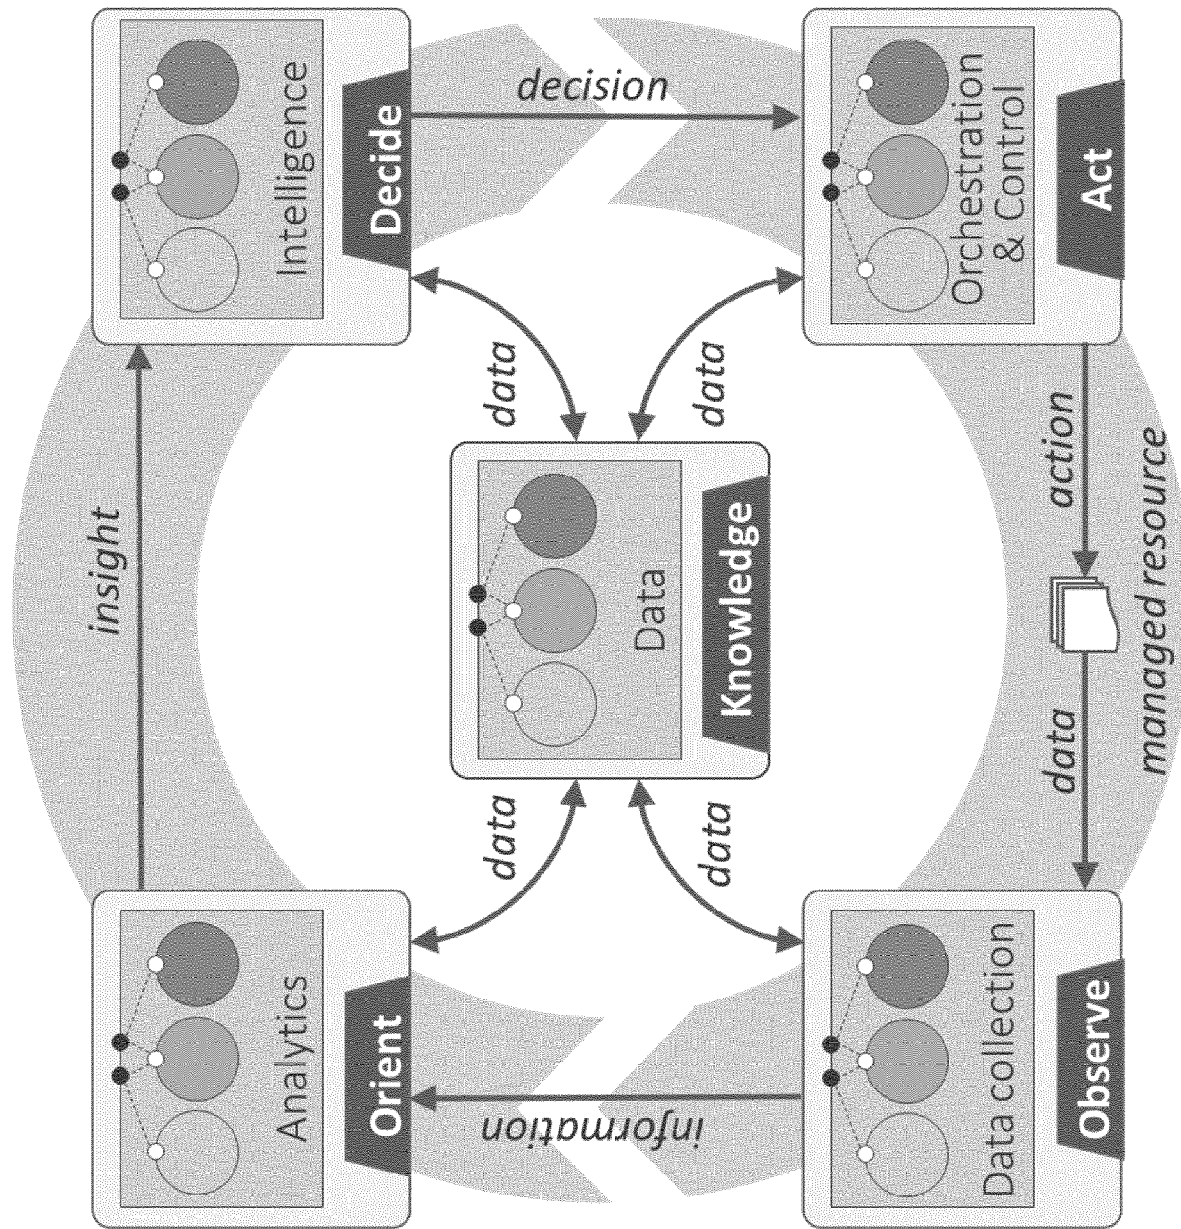 insight
Analytics
Orient
Intelligence
Decide
information
decision
data
data
Data
Knowledge
data
data
Data collection
Observe
Orchestration
& Control
Act
data
action
managed resource